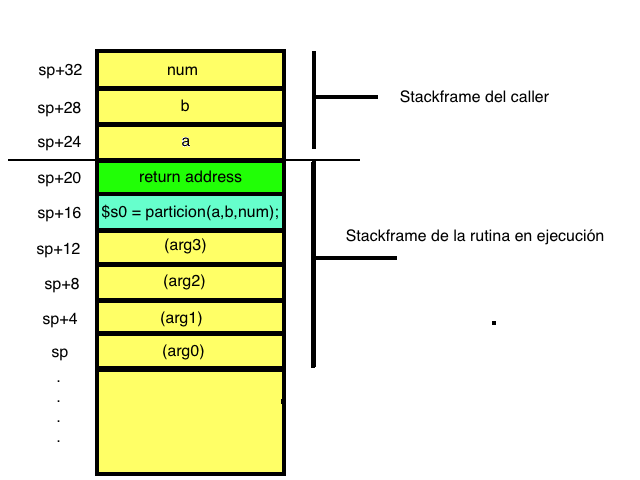 sp+32 num
sp+28 b Stackframe del caller
sp+24 a
sp+20 return address
sp+16 $s0 = particion(a,b,num);
sp+12 (arg3) Stackframe de la rutina en ejecución
sp+8 (arg2)
sp+4 (arg1)
sp (arg0)
.
.
.
.